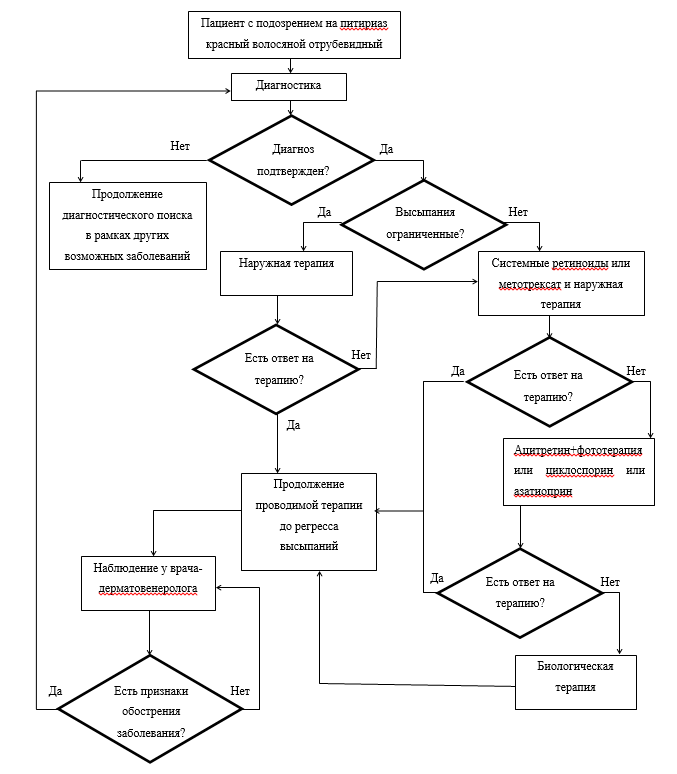 Пациент с подозрением на питириаз
красный волосяной отрубевидный
Диагностика
Нет
Диагноз
подтвержден?
Да
Продолжение
диагностического поиска
в рамках других
возможных заболеваний
Да
Высыпания
ограниченные?
Нет
Наружная терапия
Системные ретиноиды или
метотрексат и наружная
терапия
Есть ответ на
терапию?
Нет
Да
Да
Есть ответ на
терапию?
Нет
Ацитретин+фототерапия
или циклоспорин или
азатиоприн
Продолжение
проводимой терапии
до регресса
высыпаний
Наблюдение у врача-
дерматовенеролога
Да
Есть ответ на
терапию?
Нет
Биологическая
терапия
Да
Есть признаки
обострения
заболевания?
Нет